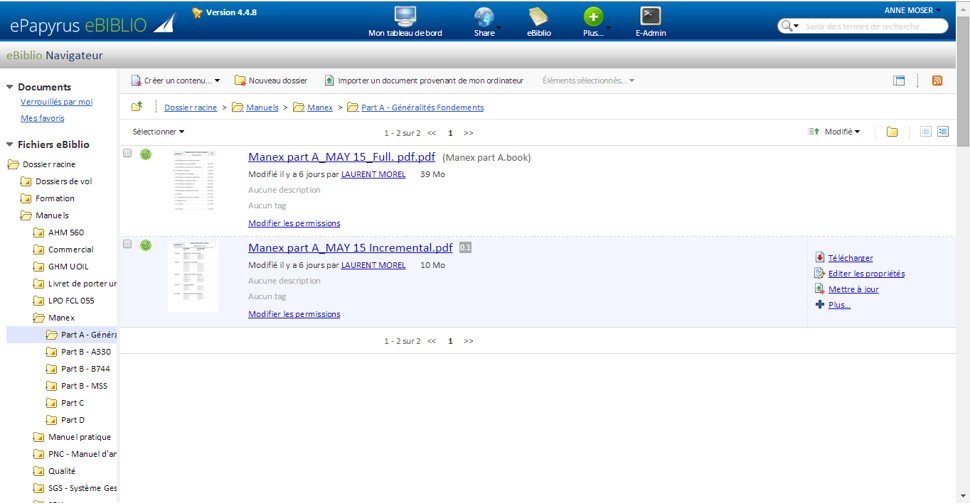 ePapyrus eBIBLIO
Version 4.4.8
Mon tableau de bord
Share
eBiblio
Plus...
E-Admin
ANNE MOSER
Saisir des termes de recherche...
eBiblio Navigateur
Documents
Verrouillés par moi
Mes favoris
Fichiers eBiblio
Dossier racine
Dossiers de vol
Formation
Manuels
AHM 560
Commercial
GHM UOIL
Livret de porter un
LPO FCL 055
Manex
Part A - Généra
Part B - A330
Part B - B744
Part B - MSS
Part C
Part D
Manuel pratique
PNC - Manuel d'an
Qualité
SGS - Système Ges
Créer un contenu... Nouveau dossier Importer un document provenant de mon ordinateur Éléments sélectionnés...
Dossier racine > Manuels > Manex > Part A - Généralités Fondements
Sélectionner 1 - 2 sur 2 << 1 >> Modifié
Manex part A_MAY 15_Full. pdf.pdf (Manex part A.book)
Modifié il y a 6 jours par LAURENT MOREL 39 Mo
Aucune description
Aucun tag
Modifier les permissions
Manex part A_MAY 15 Incremental.pdf 0.1
Modifié il y a 6 jours par LAURENT MOREL 10 Mo
Aucune description
Aucun tag
Modifier les permissions
Télécharger
Editer les propriétés
Mettre à jour
Plus...
1 - 2 sur 2 << 1 >>